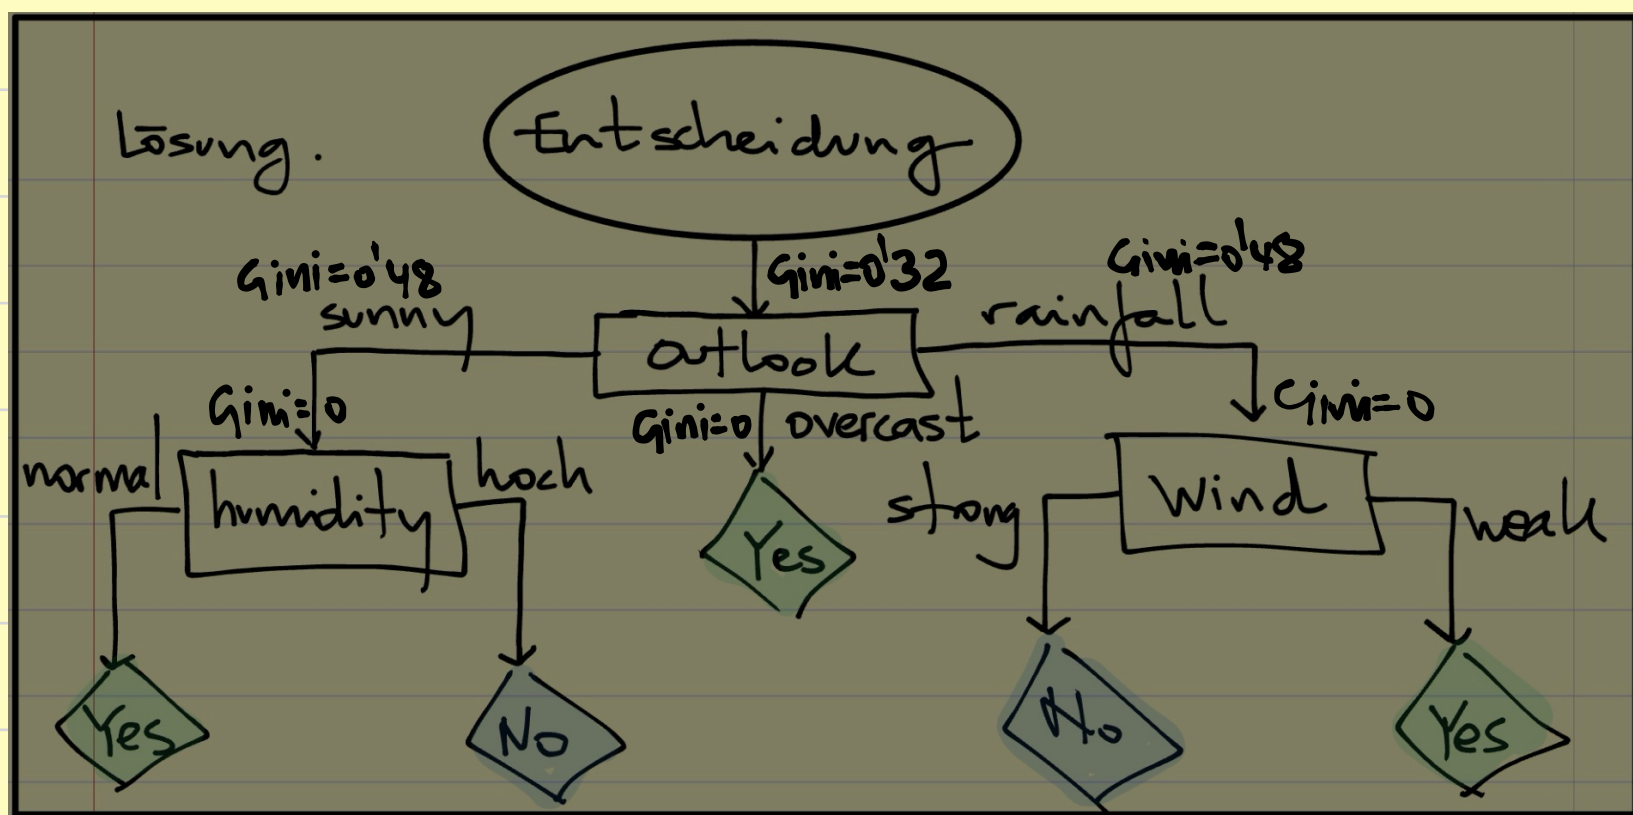 Lösung.
Entscheidung
Gini=0'48
Gini=0'32
Gini=0'48
sunny
outlook
rainfall
Gini=0
Gini=0
overcast
Gini=0
normal
humidity
hoch
strong
Wind
weak
Yes
Yes
No
No
Yes